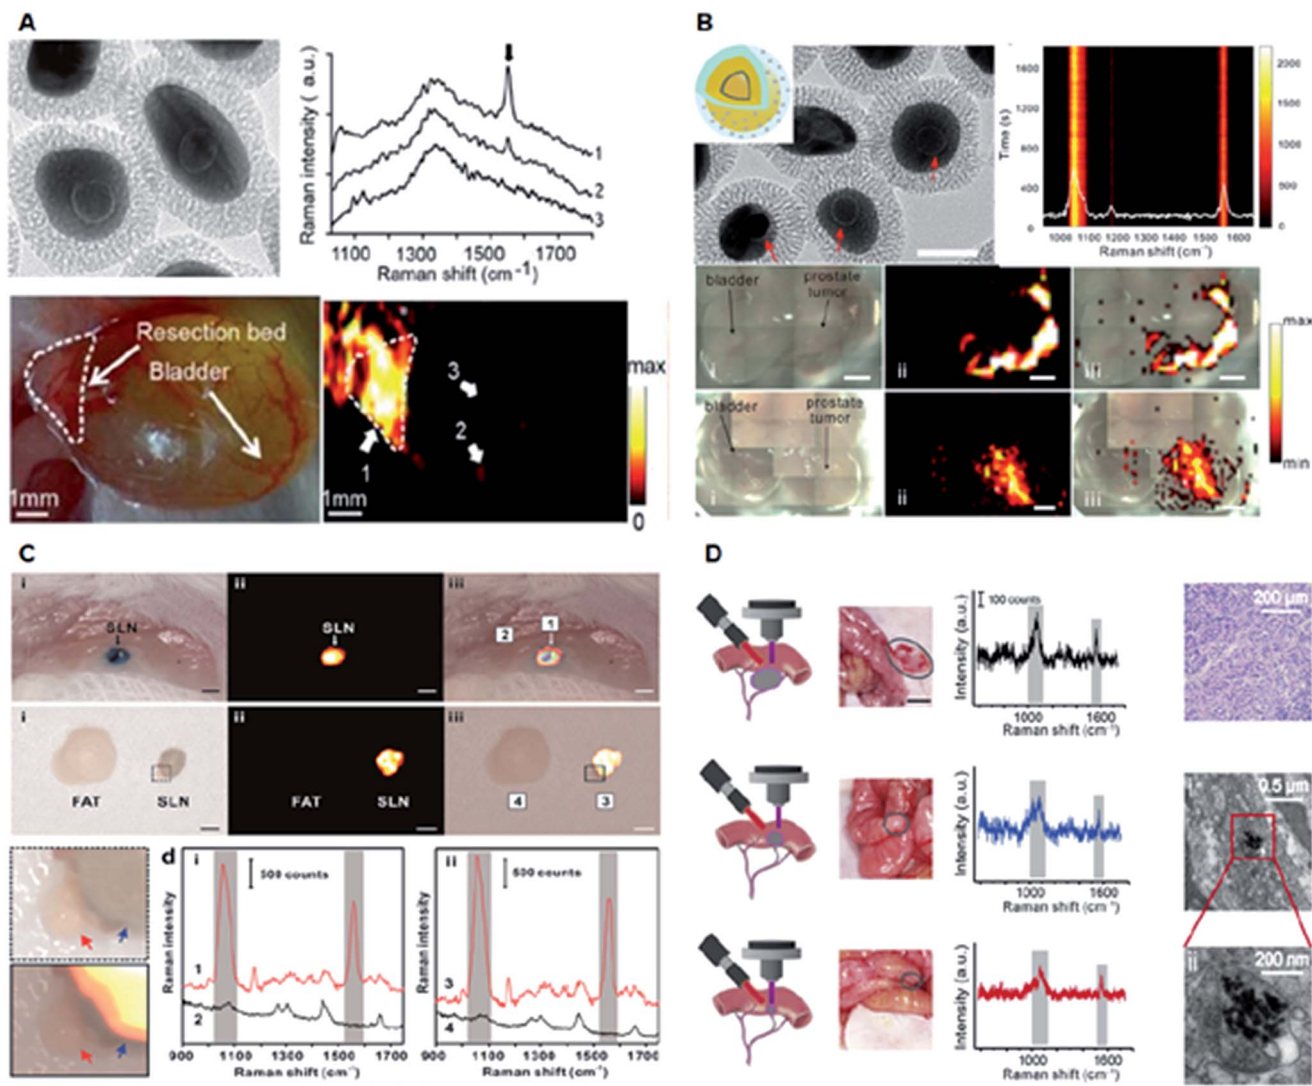 A
Raman intensity ( a.u.)
1
2
3
1100 1300 1500 1700
Raman shift (cm-1)
Resection bed
Bladder
1mm
3
2
1
1mm
max
0
B
Time (s)
1600
1200
800
400
0
1000 1100 1200 1300 1400 1500 1600
Raman shift (cm⁻¹)
2000
1500
1000
500
0
bladder
prostate
tumor
i
ii
iii
bladder
prostate
tumor
i
ii
iii
max
min
C
i
SLN
ii
SLN
iii
2
1
i
FAT
SLN
ii
FAT
SLN
iii
4
3
d
i
500 counts
Raman intensity
1
2
900 1100 1300 1500 1700
Raman shift (cm⁻¹)
ii
500 counts
Raman intensity
3
4
900 1100 1300 1500 1700
Raman shift (cm⁻¹)
D
100 counts
Intensity (a.u.)
1000 1600
Raman shift (cm⁻¹)
200 µm
Intensity (a.u.)
1000 1600
Raman shift (cm⁻¹)
i
0.5 µm
Intensity (a.u.)
1000 1600
Raman shift (cm⁻¹)
ii
200 nm